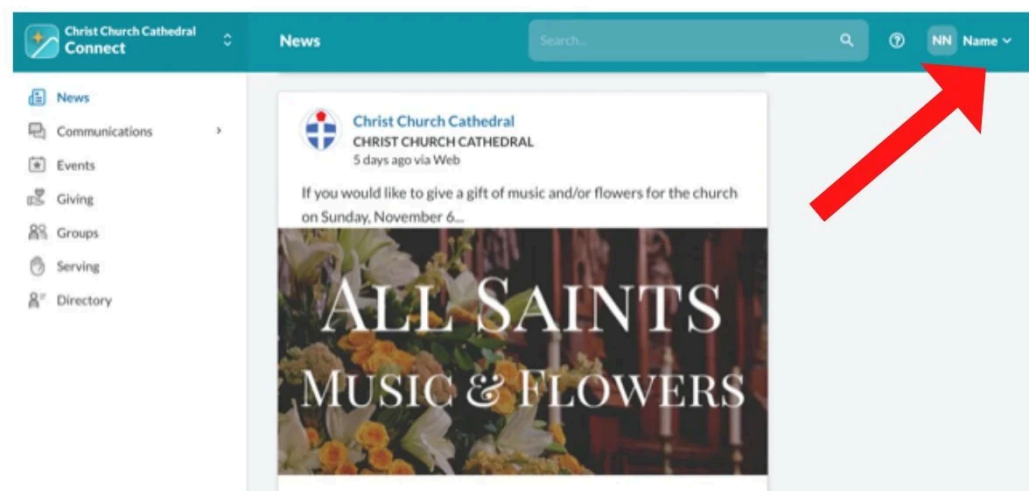 Christ Church Cathedral
Connect
News
Search...
NN Name
News
Communications
Events
Giving
Groups
Serving
Directory
Christ Church Cathedral
CHRIST CHURCH CATHEDRAL
5 days ago via Web
If you would like to give a gift of music and/or flowers for the church
on Sunday, November 6...
ALL SAINTS
MUSIC & FLOWERS